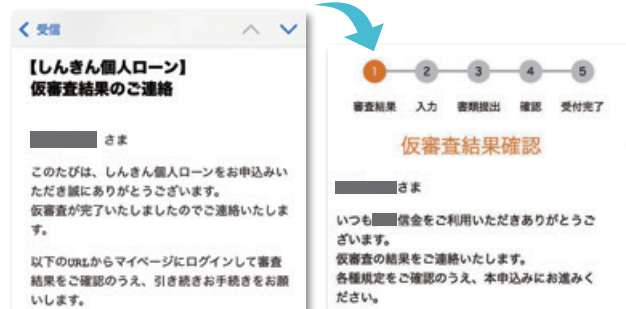 受信
【しんきん個人ローン】
仮審査結果のご連絡
さま
このたびは、しんきん個人ローンをお申込みい
ただき誠にありがとうございます。
仮審査が完了いたしましたのでご連絡いたしま
す。
以下のURLからマイページにログインして審査
結果をご確認のうえ、引き続きお手続きをお願
いします。
1 2 3 4 5
審査結果 入力 書類提出 確認 受付完了
仮審査結果確認
さま
いつも 信金をご利用いただきありがとうご
ざいます。
仮審査の結果をご連絡いたします。
各種規定をご確認のうえ、本申込みにお進みく
ださい。